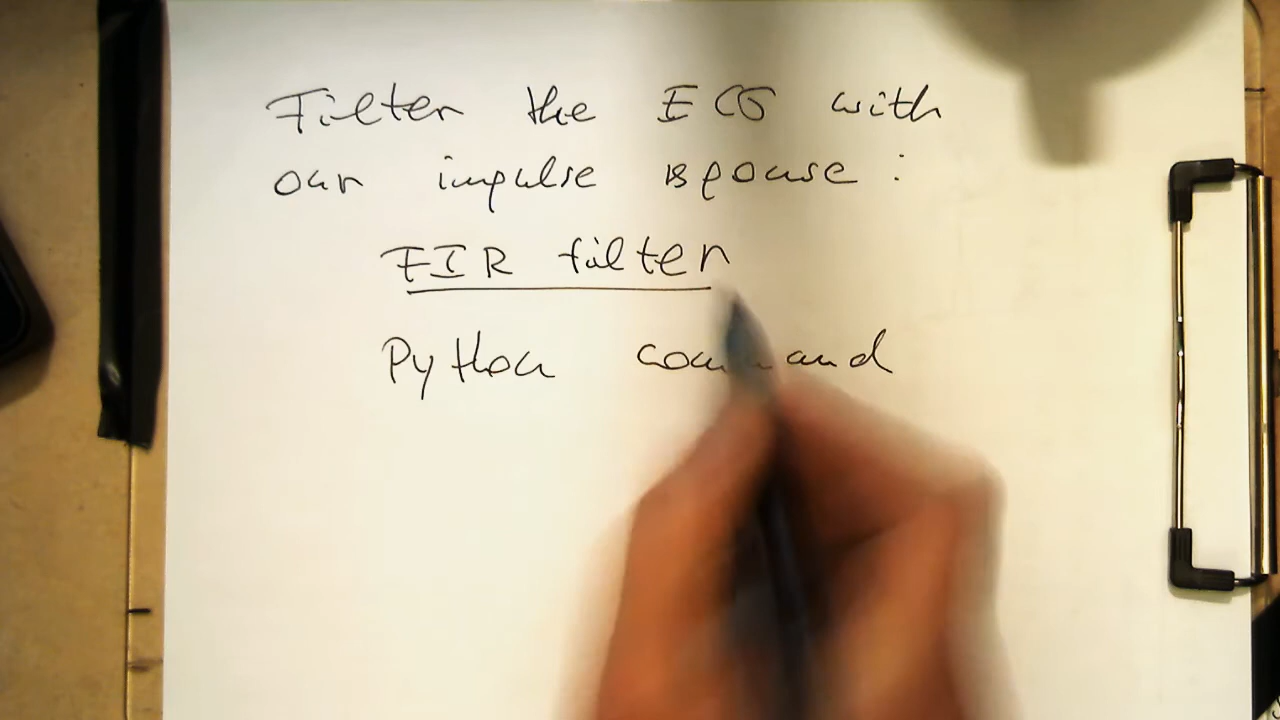 Filter the ECG with
our impulse response :
FIR filter
Python command